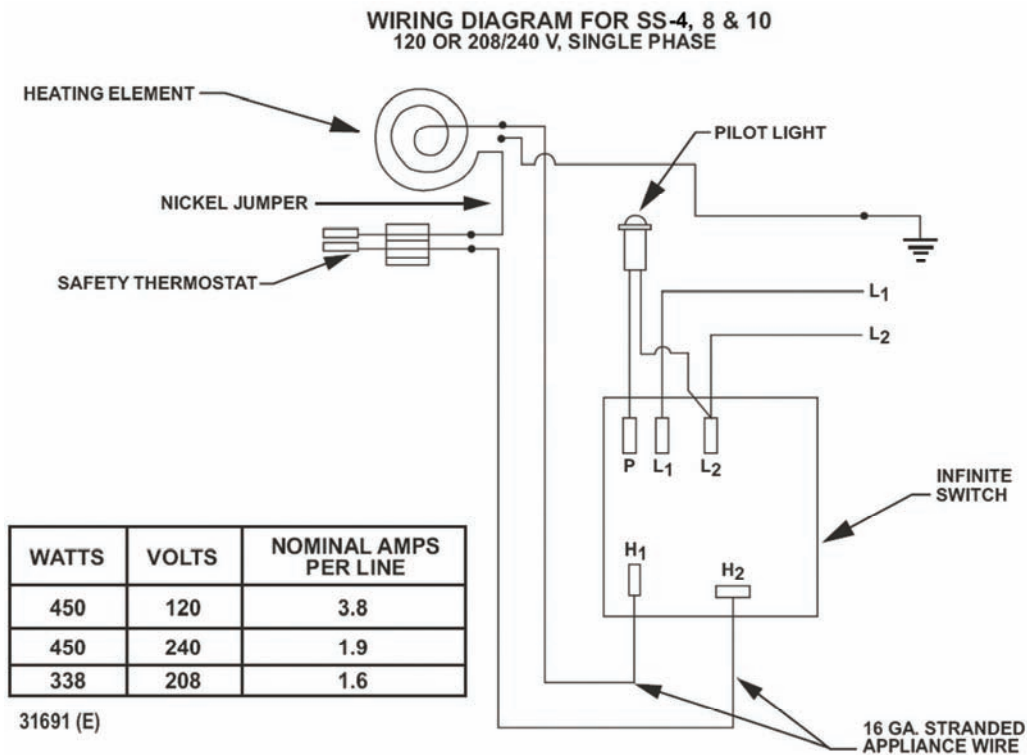 WIRING DIAGRAM FOR SS-4, 8 & 10
120 OR 208/240 V, SINGLE PHASE
HEATING ELEMENT
PILOT LIGHT
NICKEL JUMPER
SAFETY THERMOSTAT
L1
L2
P L1 L2
INFINITE
SWITCH
H1
H2
WATTS VOLTS NOMINAL AMPS
PER LINE
450 120 3.8
450 240 1.9
338 208 1.6
31691 (E)
16 GA. STRANDED
APPLIANCE WIRE